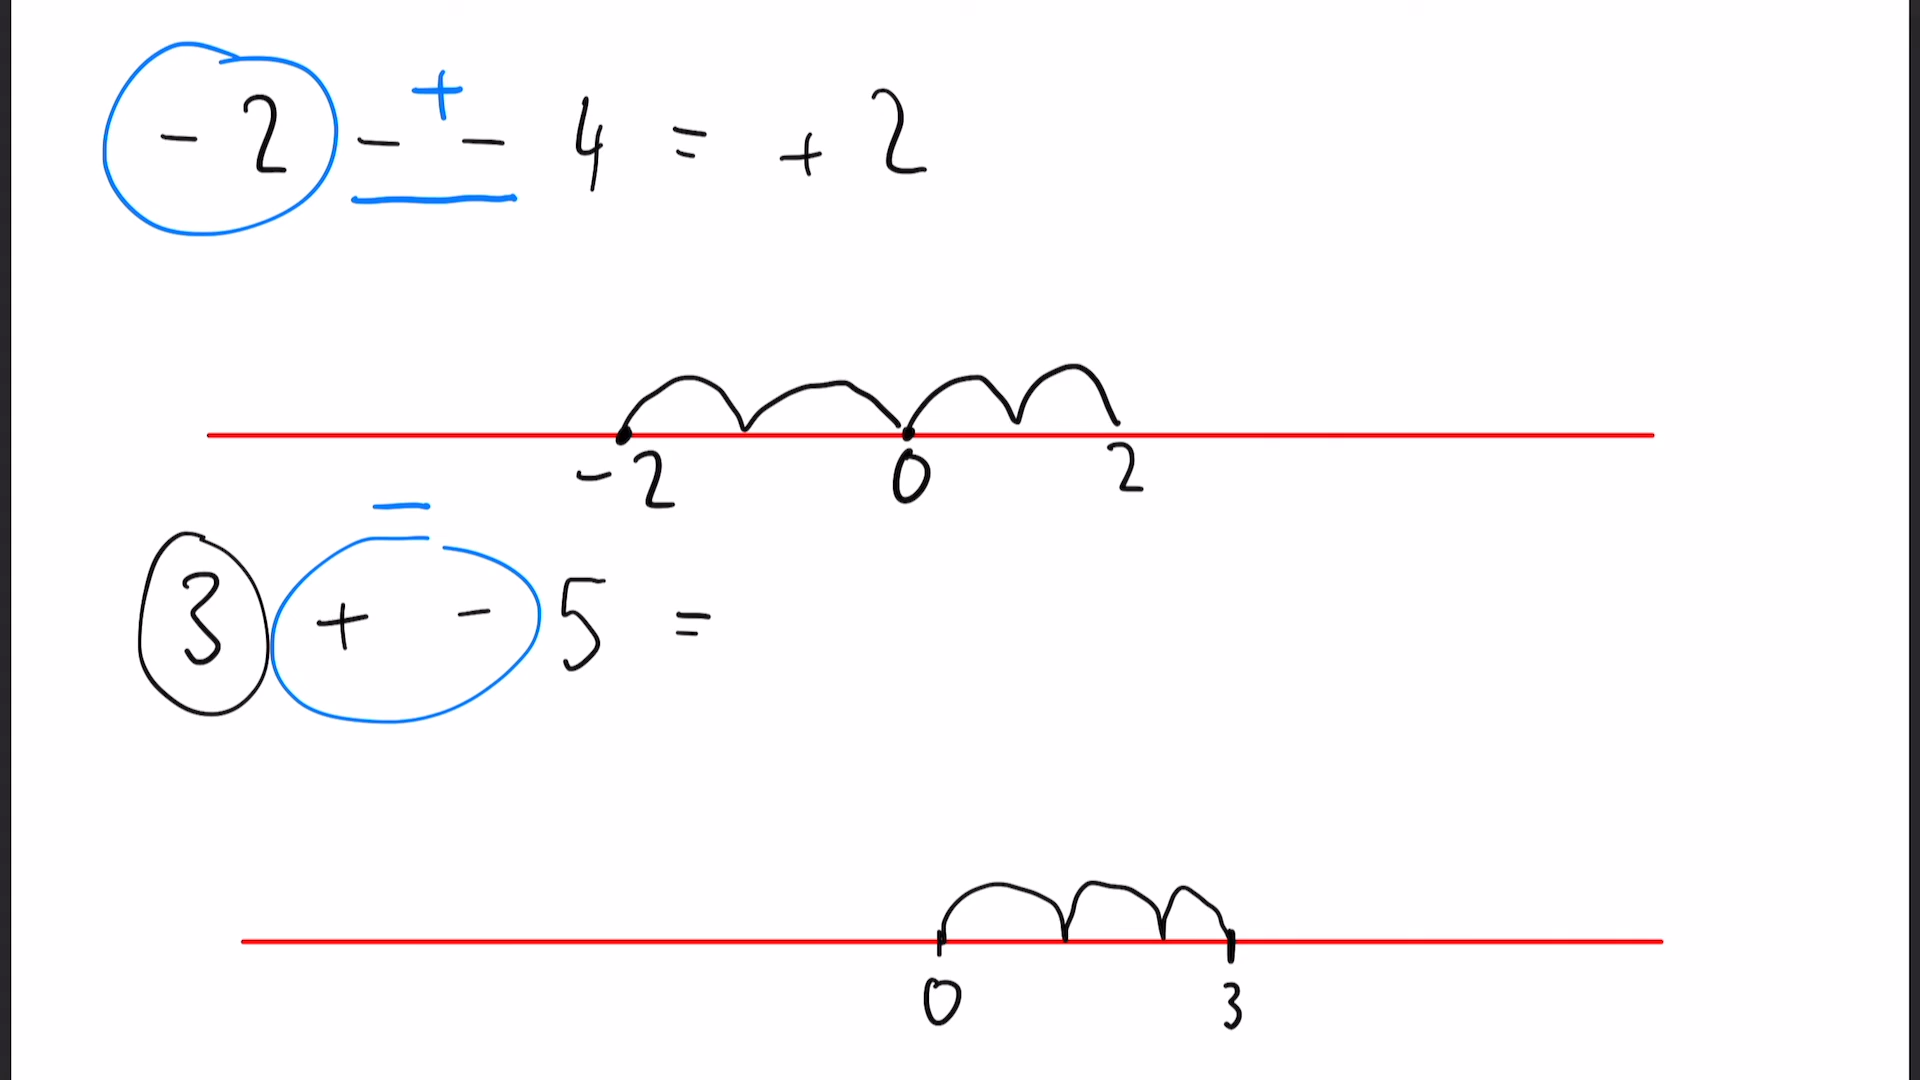 +
- 2 - - 4 = + 2
- 2 0 2
-
3 + - 5 =
0 3